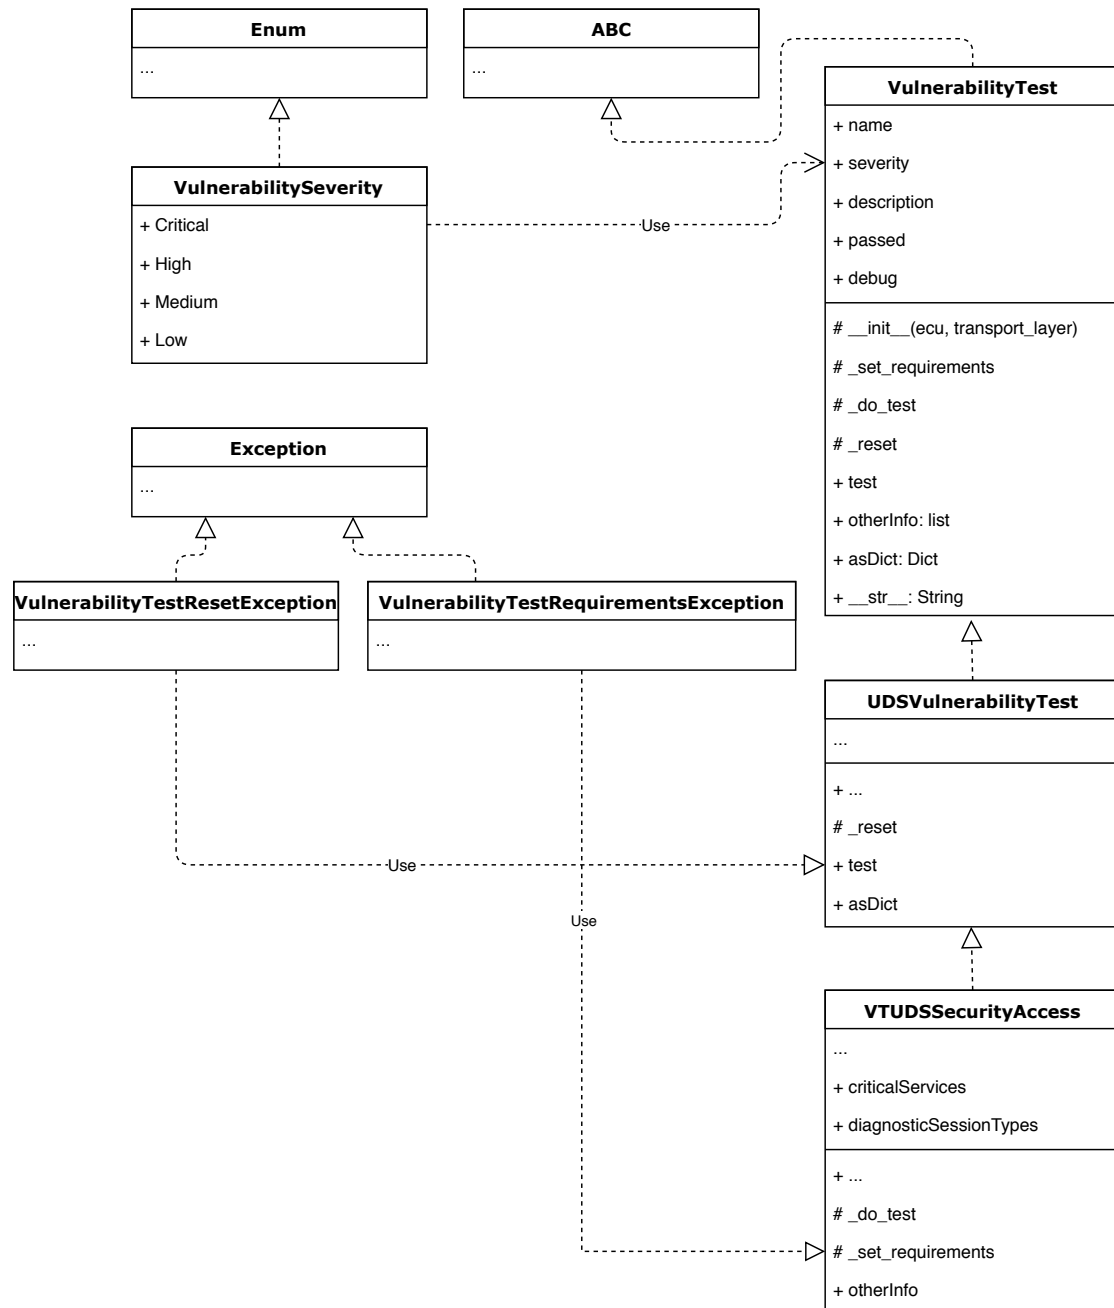 Enum
...
ABC
...
VulnerabilityTest
+ name
+ severity
+ description
+ passed
+ debug
# __init__(ecu, transport_layer)
# _set_requirements
# _do_test
# _reset
+ test
+ otherInfo: list
+ asDict: Dict
+ __str__: String
VulnerabilitySeverity
+ Critical
+ High
+ Medium
+ Low
Use
Exception
...
VulnerabilityTestResetException
...
VulnerabilityTestRequirementsException
...
UDSVulnerabilityTest
...
+ ...
# _reset
+ test
+ asDict
Use
Use
VTUDSSecurityAccess
...
+ criticalServices
+ diagnosticSessionTypes
+ ...
# _do_test
# _set_requirements
+ otherInfo